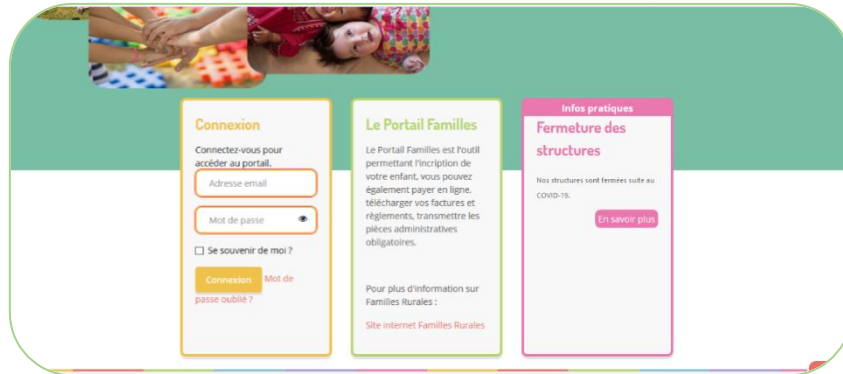 Connexion
Connectez-vous pour
accéder au portail.
Adresse email
Mot de passe
Se souvenir de moi ?
Connexion Mot de
passe oublié ?
Le Portail Familles
Le Portail Familles est l'outil
permettant l'incription de
votre enfant, vous pouvez
également payer en ligne,
télécharger vos factures et
règlements, transmettre les
pièces administratives
obligatoires.
Pour plus d'information sur
Familles Rurales :
Site internet Familles Rurales
Infos pratiques
Fermeture des
structures
Nos structures sont fermées suite au
COVID-19.
En savoir plus